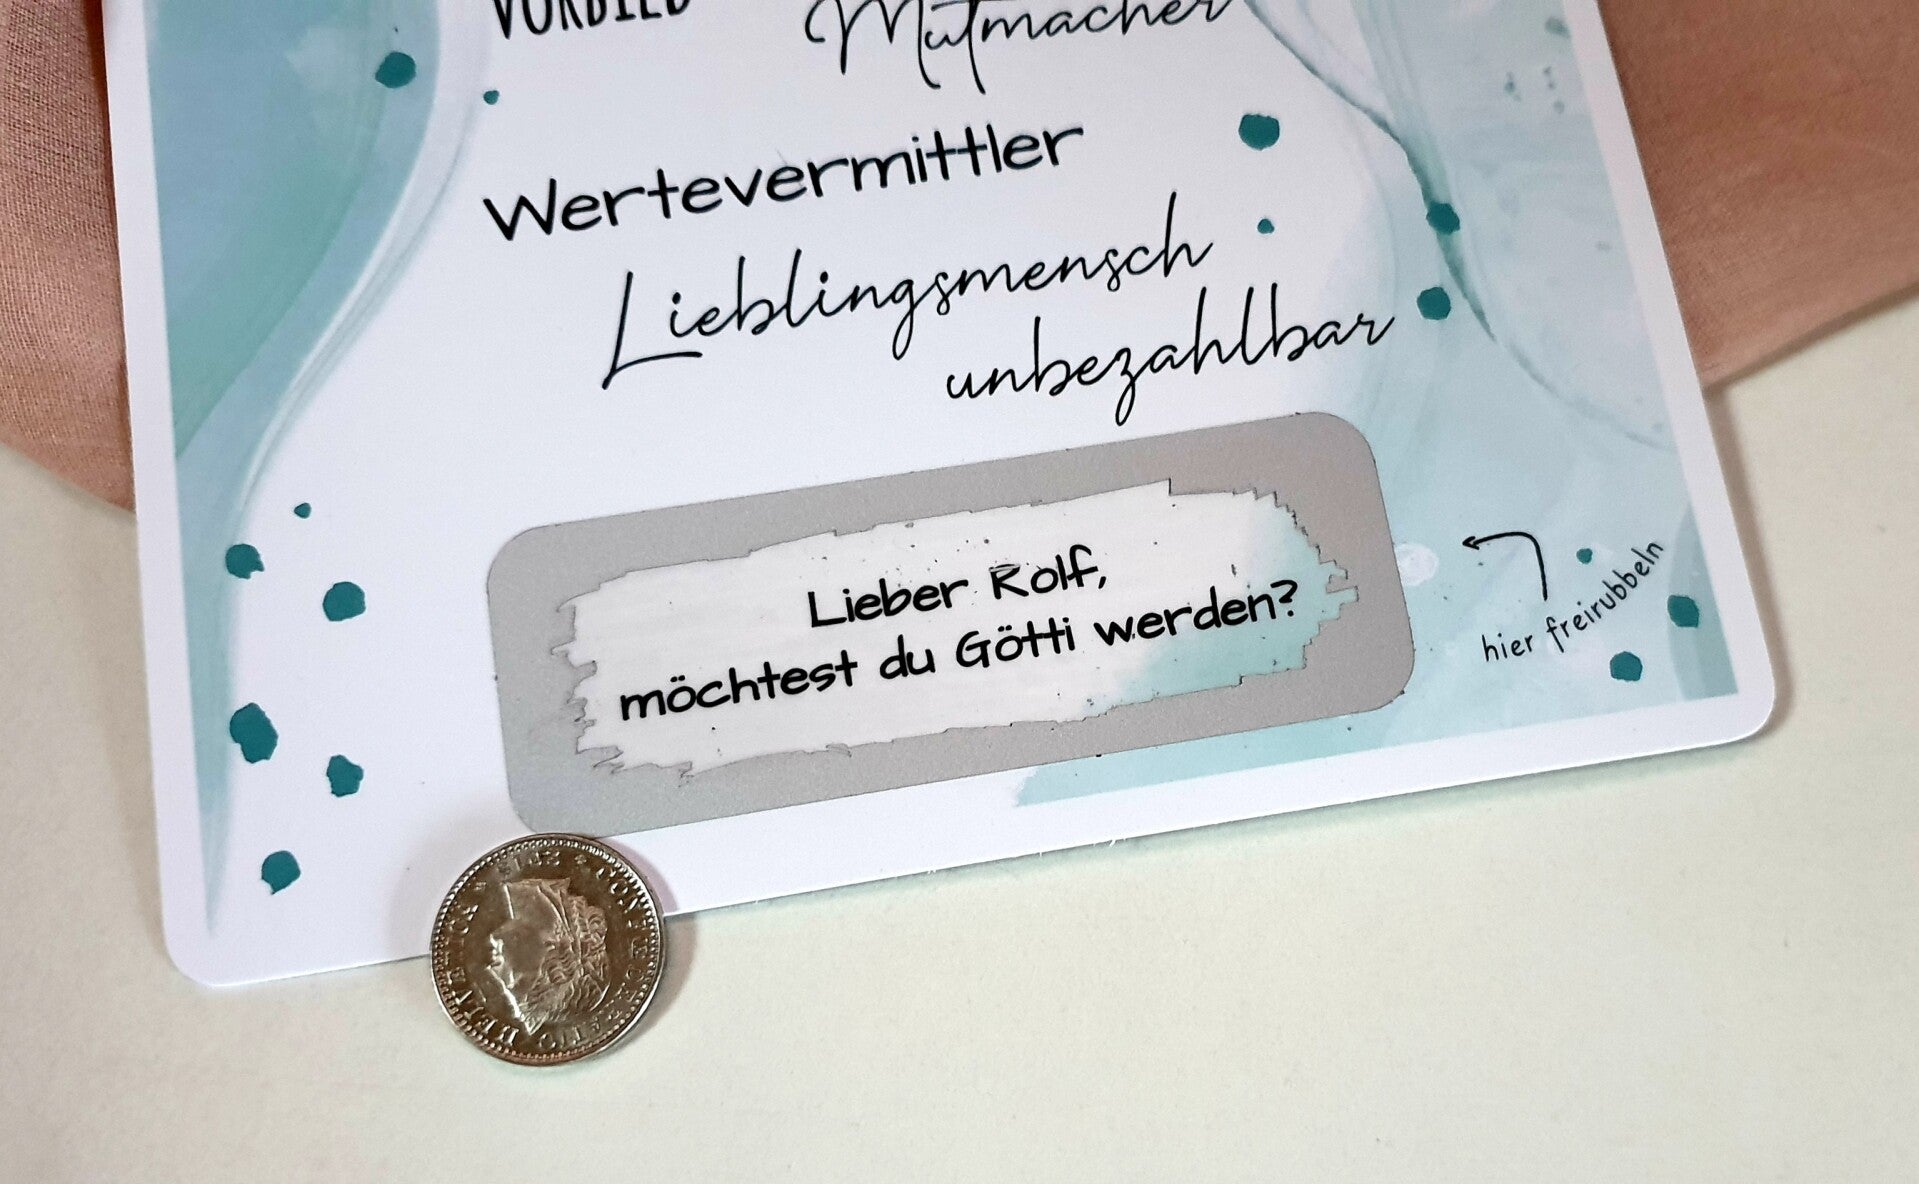 VORBILD
Mutmacher
Wertevermittler
Lieblingsmensch
unbezahlbar
Lieber Rolf,
möchtest du Götti werden?
hier freirubbeln